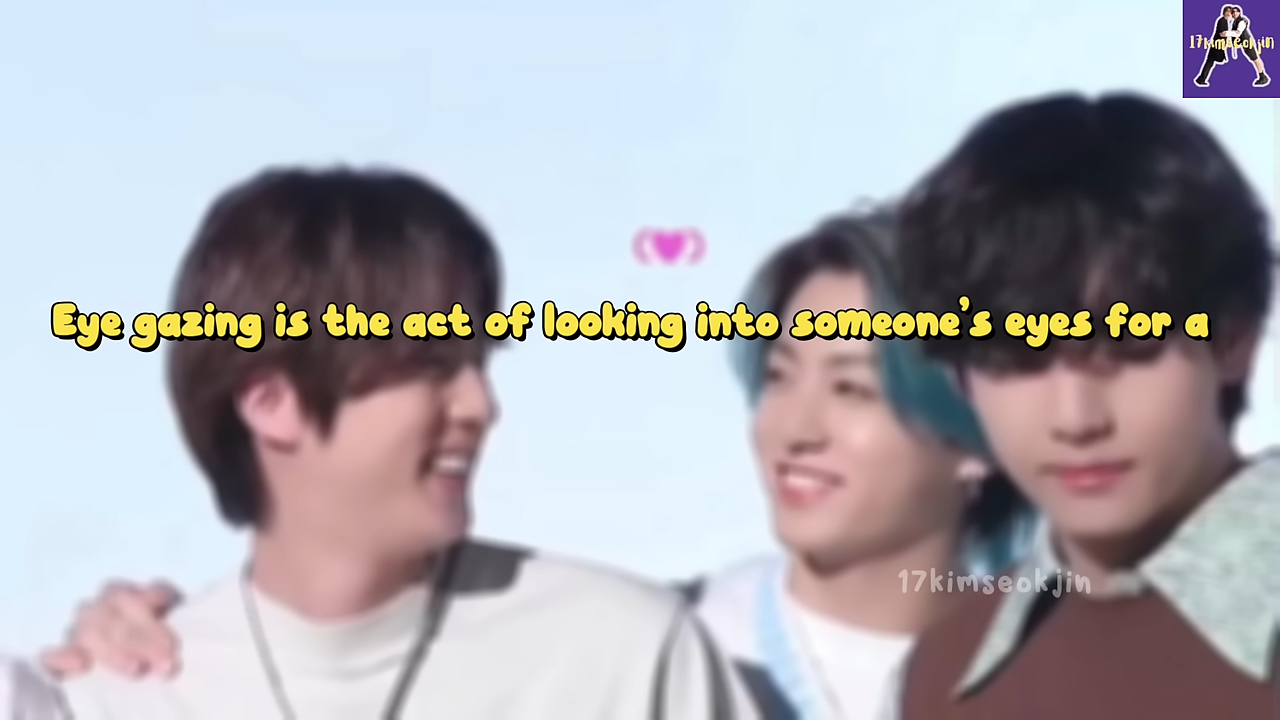 17kimseokjin
Eye gazing is the act of looking into someone's eyes for a
17kimseokjin